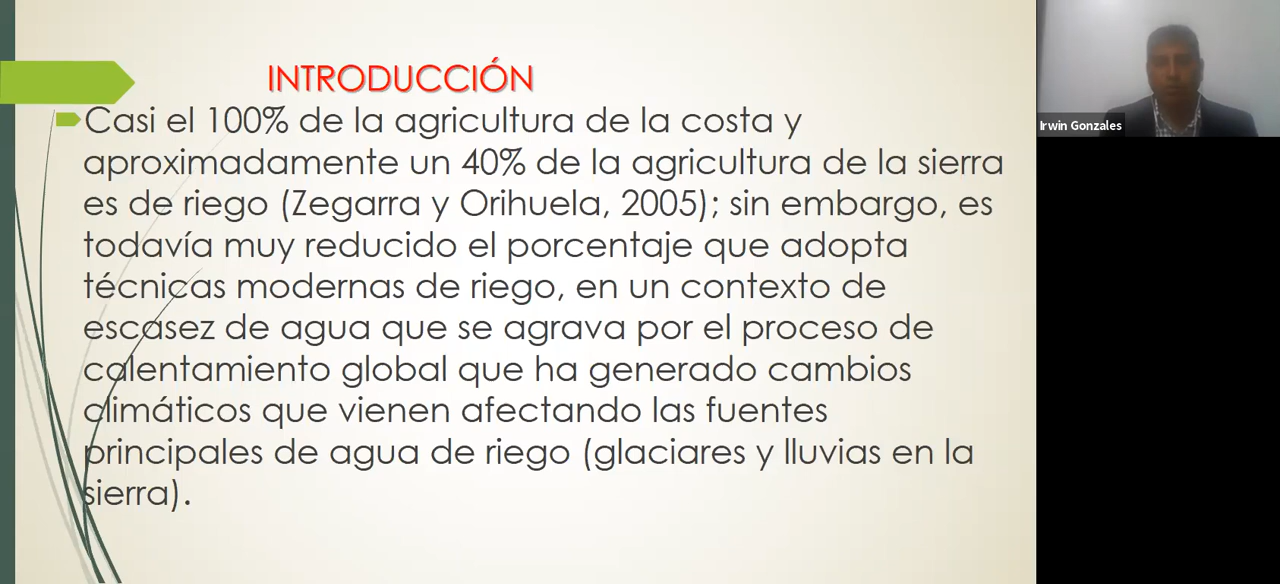 INTRODUCCIÓN
Casi el 100% de la agricultura de la costa y
aproximadamente un 40% de la agricultura de la sierra
es de riego (Zegarra y Orihuela, 2005); sin embargo, es
todavía muy reducido el porcentaje que adopta
técnicas modernas de riego, en un contexto de
escasez de agua que se agrava por el proceso de
calentamiento global que ha generado cambios
climáticos que vienen afectando las fuentes
principales de agua de riego (glaciares y lluvias en la
sierra).
Irwin Gonzales